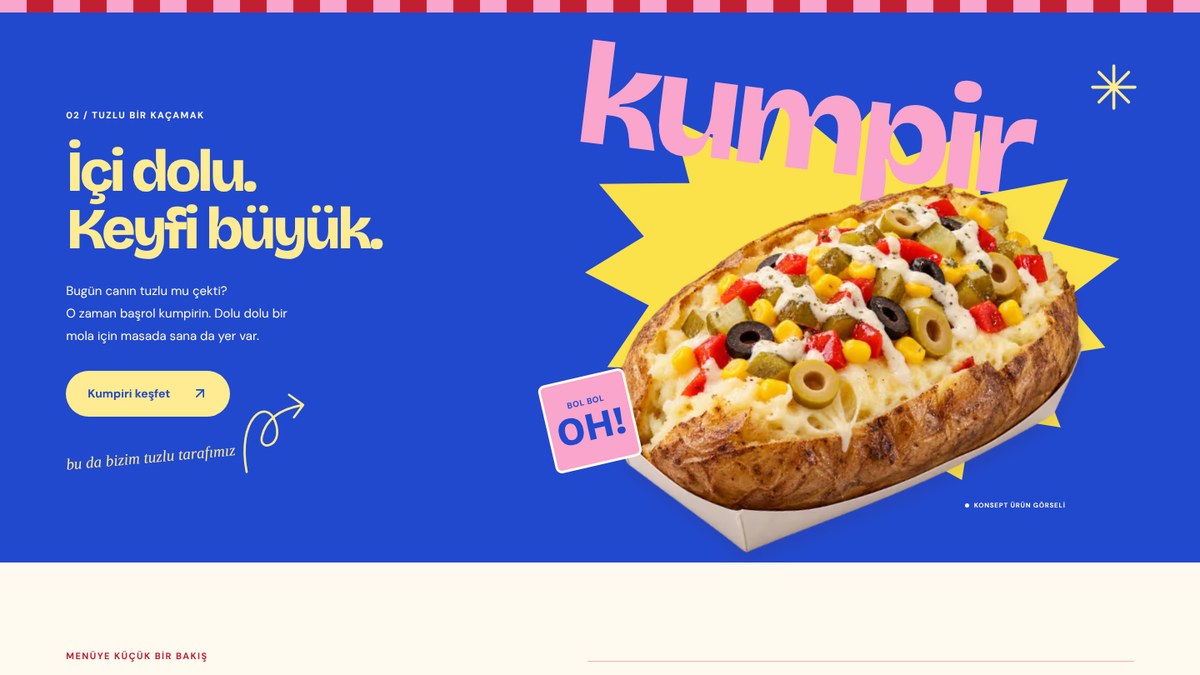 kumpir
02 / TUZLU BİR KAÇAMAK
İçi dolu.
Keyfi büyük.
Bugün canın tuzlu mu çekti?
O zaman başrol kumpirin. Dolu dolu bir
mola için masada sana da yer var.
Kumpiri keşfet
bu da bizim tuzlu tarafımız
BOL BOL
OH!
KONSEPT ÜRÜN GÖRSELİ
MENÜYE KÜÇÜK BİR BAKIŞ